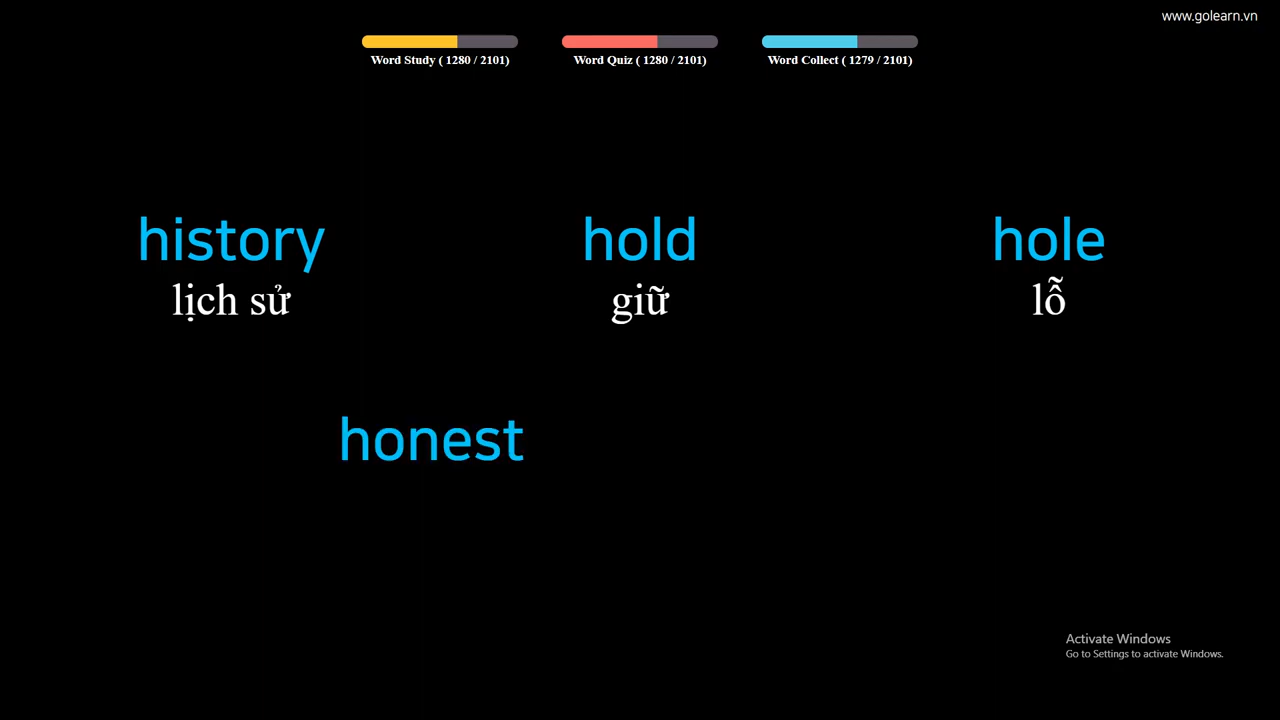 www.golearn.vn
Word Study ( 1280 / 2101)
Word Quiz ( 1280 / 2101)
Word Collect ( 1279 / 2101)
history
hold
hole
lịch sử
giữ
lỗ
honest
Activate Windows
Go to Settings to activate Windows.